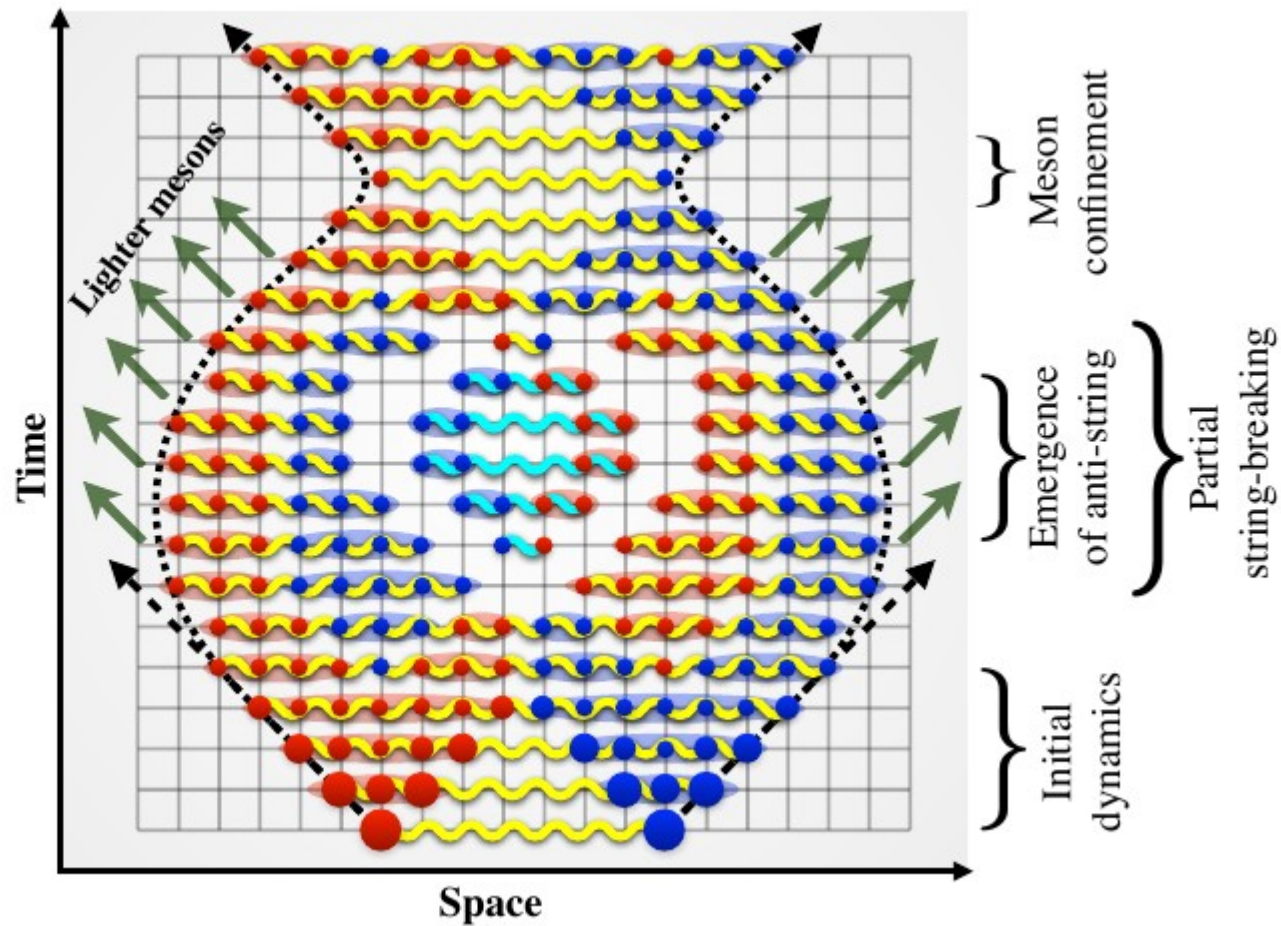 Lighter mesons
Time
Space
Meson
confinement
Emergence
of anti-string
Partial
string-breaking
Initial
dynamics